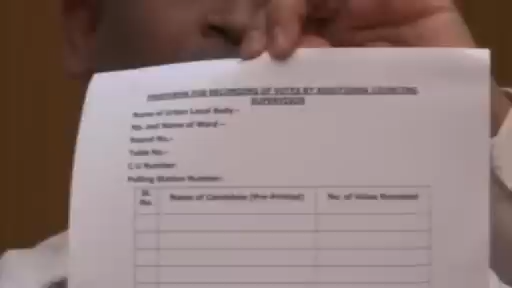 PROFORMA FOR RECORDING OF VOTES BY ADDITIONAL COUNTING
SUPERVISOR
Name of Urban Local Body:-
No. and Name of Ward:-
Round No.-
Table No.-
C U Number:
Polling Station Number:
Sl. No.
Name of Candidate (Pre-Printed)
No. of Votes Recorded